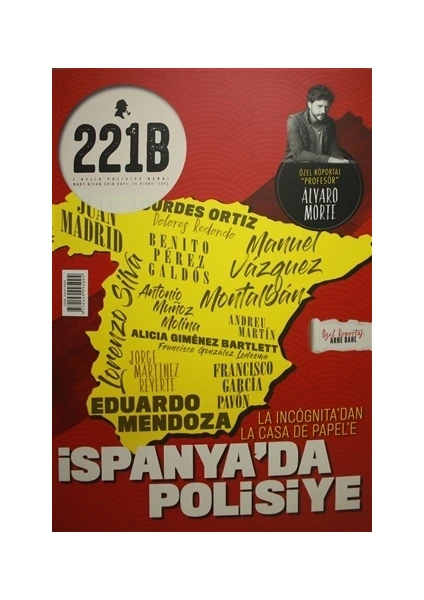 221B
2 AYLIK POLİSİYE DERGİ
ÖZEL RÖPORTAJ
"PROFESÖR"
ÁLVARO
MORTE
JUAN
MADRID
LOURDES ORTIZ
Dolores Redondo
BENITO
PÉREZ
GALDÓS
Manuel
Vázquez
Montalbán
Lorenzo Silva
Antonio
Muñoz
Molina
ANDREU
MARTÍN
ALICIA GIMÉNEZ BARTLETT
Francisco González Ledesma
JORGE
MARTÍNEZ
REVERTE
FRANCISCO
GARCÍA
PAVÓN
EDUARDO
MENDOZA
Özel Röportaj:
ARNE DAHL
LA INCÓGNITA'DAN
LA CASA DE PAPEL'E
İSPANYA'DA
POLİSİYE